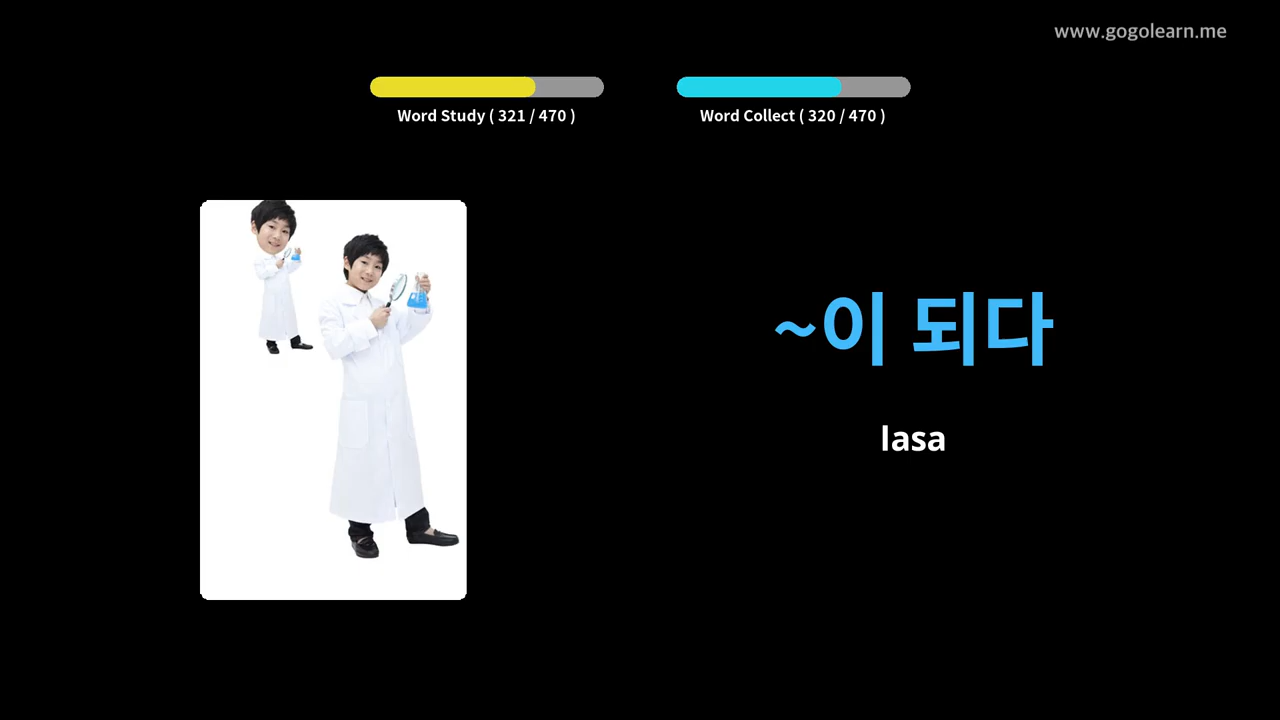 www.gogolearn.me
Word Study ( 321 / 470 )
Word Collect ( 320 / 470 )
~이 되다
lasa